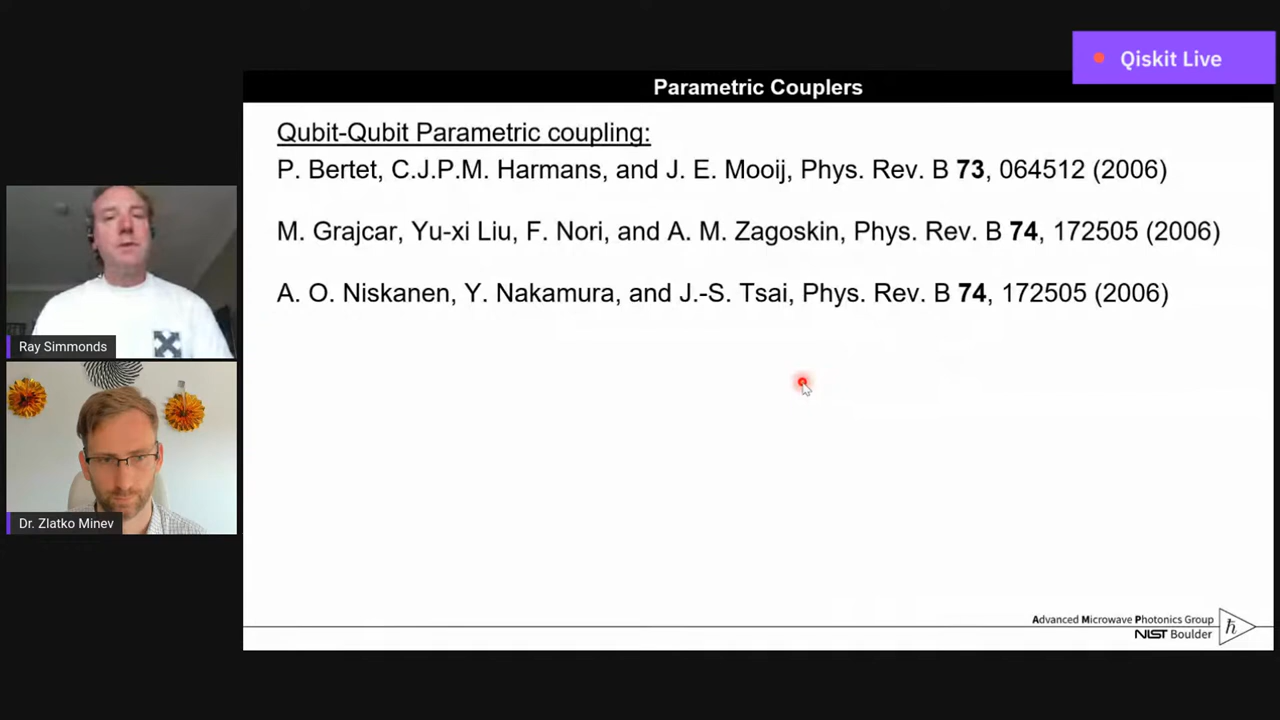 Qiskit Live
Parametric Couplers
Qubit-Qubit Parametric coupling:
P. Bertet, C.J.P.M. Harmans, and J. E. Mooij, Phys. Rev. B 73, 064512 (2006)
M. Grajcar, Yu-xi Liu, F. Nori, and A. M. Zagoskin, Phys. Rev. B 74, 172505 (2006)
A. O. Niskanen, Y. Nakamura, and J.-S. Tsai, Phys. Rev. B 74, 172505 (2006)
Ray Simmonds
Dr. Zlatko Minev
Advanced Microwave Photonics Group
NIST Boulder
ħ